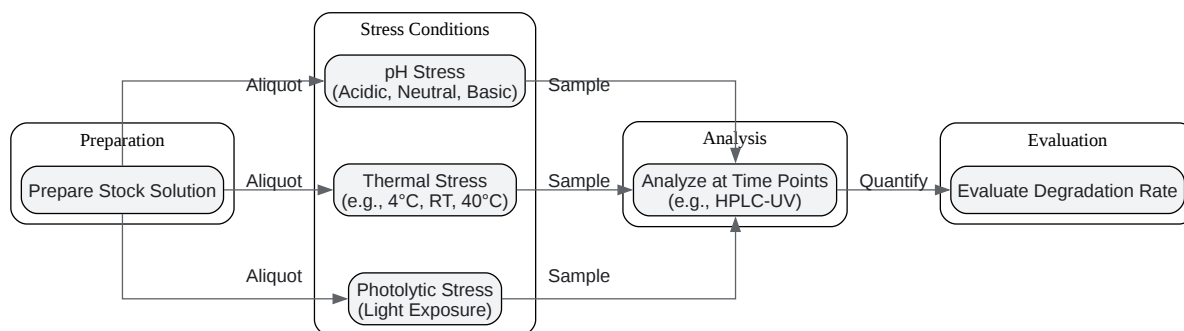 Stress Conditions
pH Stress
(Acidic, Neutral, Basic)
Aliquot
Sample
Preparation
Prepare Stock Solution
Aliquot
Thermal Stress
(e.g., 4°C, RT, 40°C)
Sample
Analysis
Analyze at Time Points
(e.g., HPLC-UV)
Quantify
Evaluation
Evaluate Degradation Rate
Aliquot
Photolytic Stress
(Light Exposure)
Sample